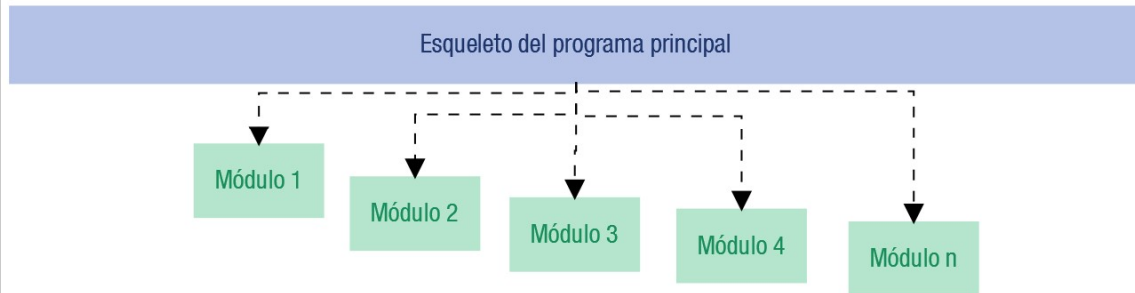 Esqueleto del programa principal
Módulo 1
Módulo 2
Módulo 3
Módulo 4
Módulo n